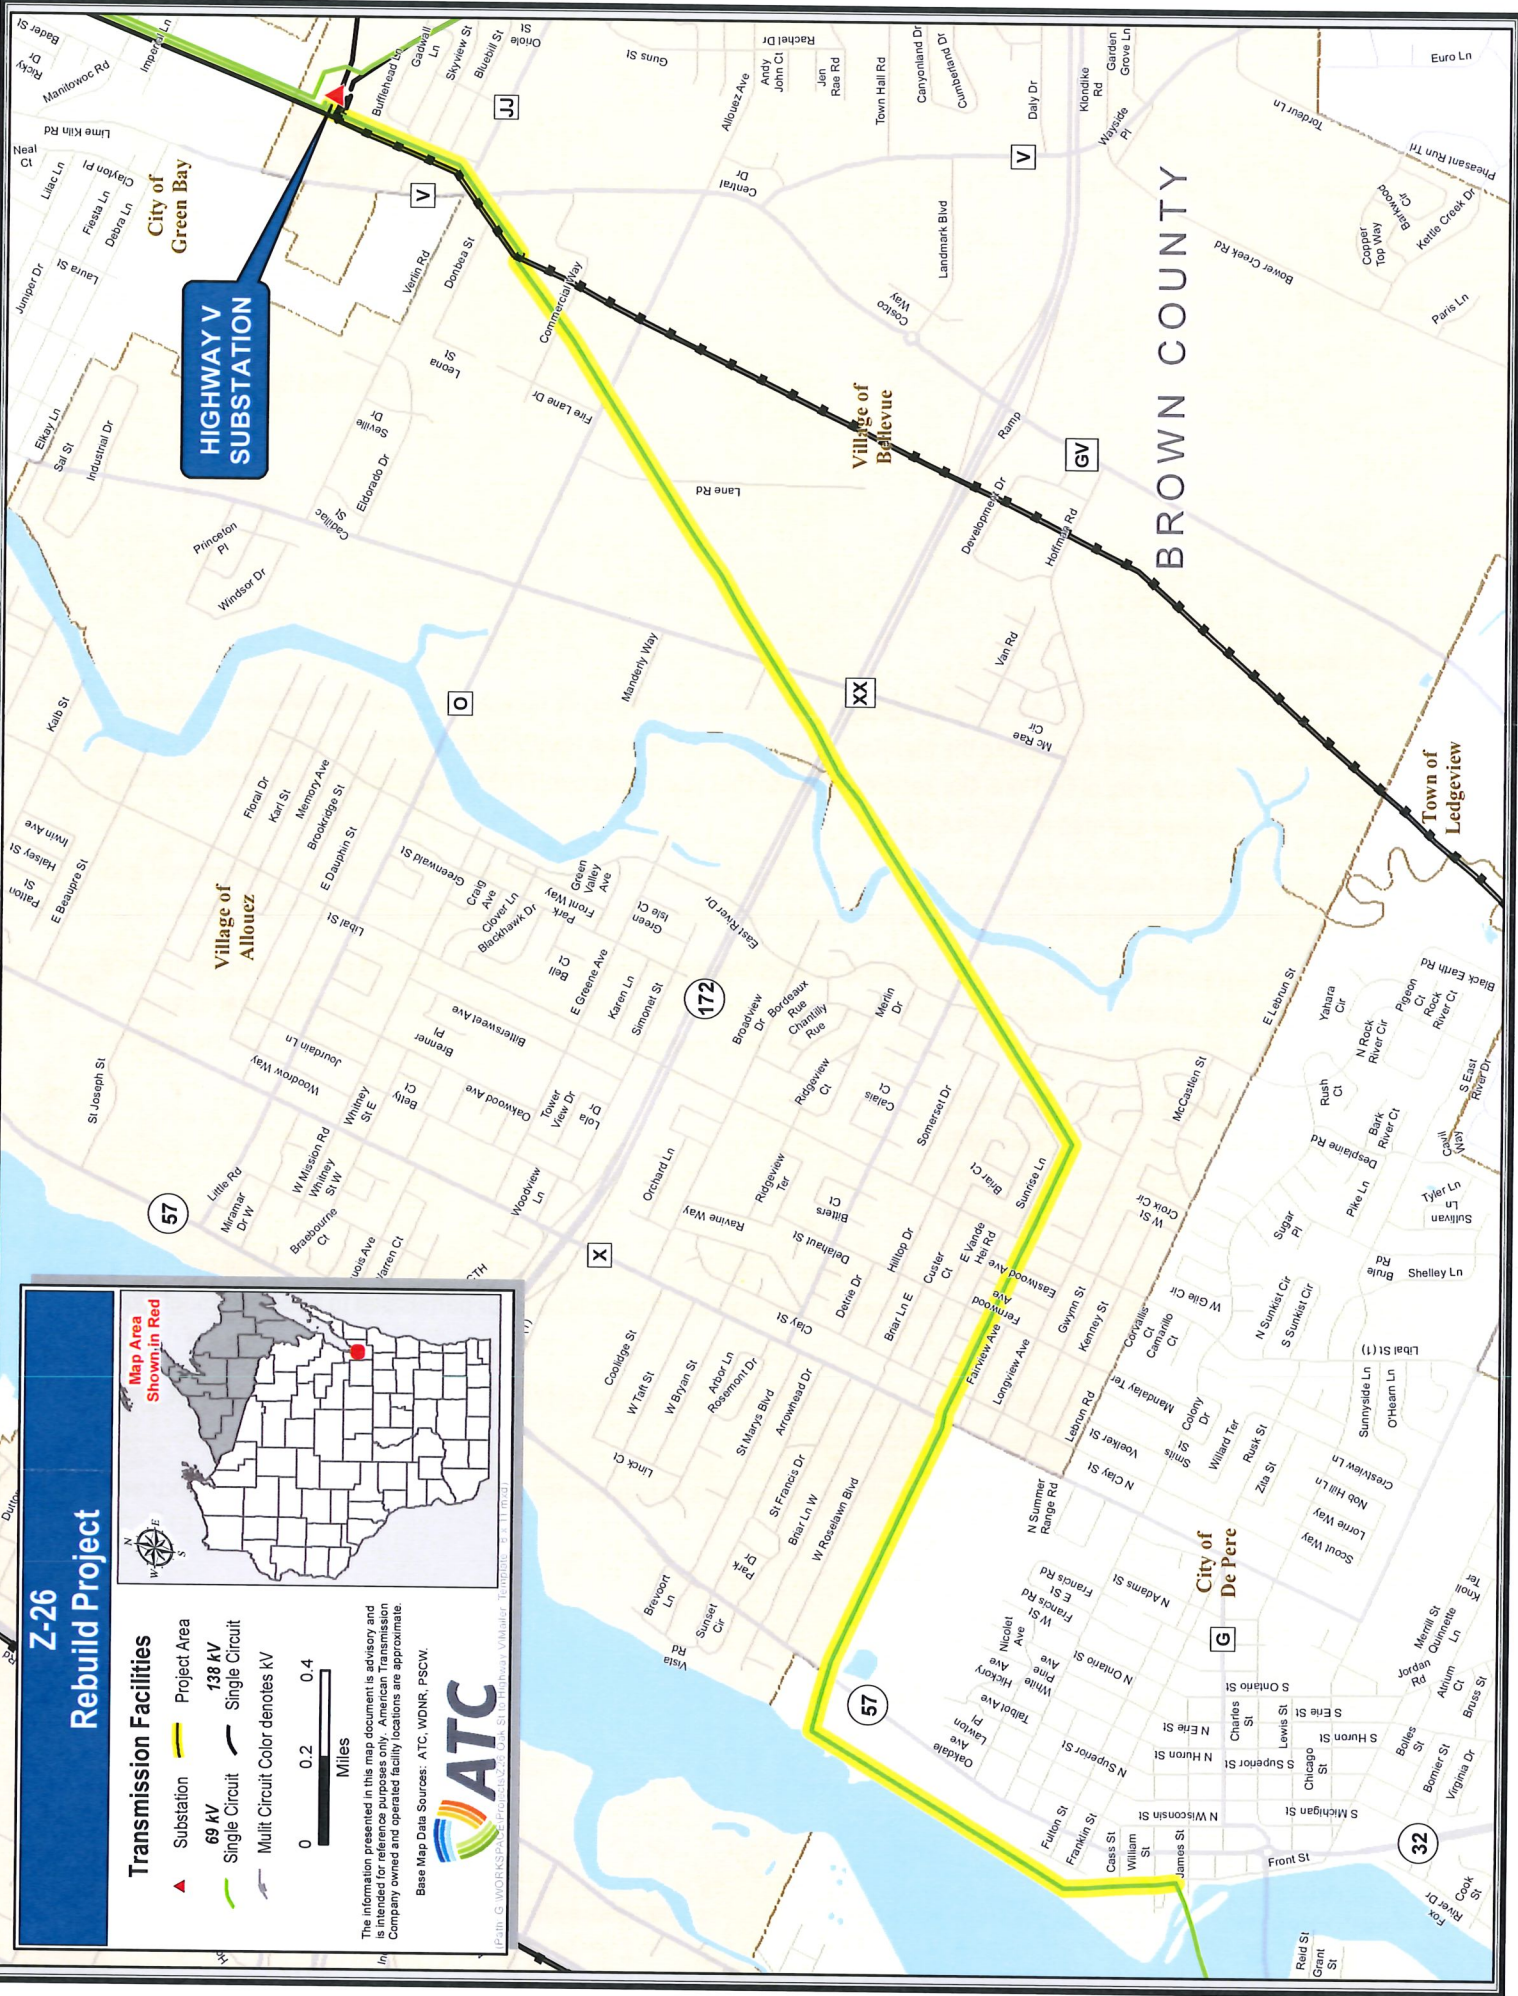 Z-26
Rebuild Project
Transmission Facilities
Substation
Project Area
69 kV
Single Circuit
138 kV
Single Circuit
Mulit Circuit Color denotes kV
0
0.2
0.4
Miles
The information presented in this map document is advisory and
is intended for reference purposes only. American Transmission
Company owned and operated facility locations are approximate.
ATC
Base Map Data Sources: ATC, WDNR, PSCW.
Map Area
Shown in Red
N
E
S
W
HIGHWAY V
SUBSTATION
BROWN COUNTY
City of
Green Bay
Village of
Allouez
Village of
Bellevue
Town of
Ledgeview
City of
De Pere
57
172
57
32
X
O
XX
GV
V
V
JJ
G
Bader St
Ricky
Dr
Manitowoc Rd
Imperial Ln
Lime Kiln Rd
Neal
Ct
Lilac Ln
Clayton Pl
Fiesta Ln
Debra Ln
Laura St
Juniper Dr
Elkay Ln
Sal St
Industrial Dr
Bufflehead Ln
Gadwall
Ln
Skyview St
Bluebill St
Oriole
St
Guns St
Rachel Dr
Allouez Ave
Andy
John Ct
Jen
Rae Rd
Town Hall Rd
Canyonland Dr
Cumberland Dr
Daly Dr
Klondike
Rd
Garden
Grove Ln
Wayside
Pl
Euro Ln
Tordeur Ln
Pheasant Run Trl
Barkwood
Cir
Kettle Creek Dr
Copper
Top Way
Bower Creek Rd
Paris Ln
Central
Dr
Landmark Blvd
Costco
Way
Verlin Rd
Donbea St
Commercial Way
Leona
St
Fire Lane Dr
Seville
Dr
Eldorado Dr
Cadillac
St
Princeton
Pl
Windsor Dr
Lane Rd
Ramp
Development Dr
Hoffman Rd
Van Rd
Mc Rae
Cir
Manderly Way
Kalb St
Irwin Ave
Halsey St
Patton
St
E Beaupre St
Floral Dr
Karl St
Memory Ave
Brookridge St
E Dauphin St
Libal St
Greenwald St
Craig
Ave
Clover Ln
Blackhawk Dr
Park
Front Way
Green
Valley
Ave
Green
Isle Ct
Bell
Ct
E Greene Ave
Karen Ln
Simonet St
East River Dr
Broadview
Dr
Bordeaux
Rue
Chantilly
Rue
Merlin
Dr
Ridgeview
Ct
Calais
Ct
Somerset Dr
St Joseph St
Jourdain Ln
Woodrow Way
Brenner
Pl
Bittersweet Ave
Whitney
St E
Betty
Ct
Oakwood Ave
Tower
View Dr
Lola
Dr
W Mission Rd
Whitney
St W
Little Rd
Miramar
Dr W
Braebourne
Ct
Warren Ct
Woodview
Ln
Orchard Ln
Ravine Way
Ridgeview
Ter
Bitters
Ct
Delahaut St
Hilltop Dr
Custer
Ct
Briar Ct
Sunrise Ln
E Vande
Hei Rd
Eastwood Ave
Fernwood
Ave
Detrie Dr
Briar Ln E
Clay St
Gwynn St
Kenney St
Fairview Ave
Longview Ave
Coolidge St
W Taft St
W Bryan St
Arbor Ln
Rosemont Dr
St Marys Blvd
Arrowhead Dr
Linck Ct
St Francis Dr
Briar Ln W
W Roselawn Blvd
Park
Dr
Brevoort
Ln
Sunset
Cir
Vista
Rd
McCastlen St
E Lebrun St
Yahara
Cir
N Rock
River Cir
Pigeon
Ct
Rock
River Ct
Black Earth Rd
Rush
Ct
S East
River Dr
Bark
River Ct
Desplaine Rd
Cavil
Way
Pike Ln
Tyler Ln
Sullivan
Ln
Sugar
Pl
Brule
Rd
Shelley Ln
W St
Croix Cir
W Gile Cir
N Sunkist Cir
S Sunkist Cir
Corvallis
Ct
Camarillo
Ct
Libal St (1)
Sunnyside Ln
O'Hearn Ln
Mandalay Ter
Lebrun Rd
Voelker St
Colony
Dr
Smits
St
Willard Ter
Rusk St
Zita St
Crestview Ln
Nob Hill Ln
Lorrie Way
Scout Way
N Clay St
N Summer
Range Rd
E St
Francis Rd
W St
Francis Rd
N Adams St
Nicolet
Ave
Hickory
Ave
White
Pine
Ave
N Ontario St
Talbot Ave
Lawton
Pl
Oakdale
Ave
N Superior St
N Erie St
N Huron St
S Ontario St
Charles
St
Lewis St
S Erie St
S Huron St
S Superior St
Chicago
St
N Wisconsin St
S Michigan St
Fulton St
Franklin St
Cass St
William
St
James St
Front St
Reid St
Grant
St
Fox
River Dr
Cook
St
Knoll
Ter
Merrill St
Quinnette
Ln
Jordan
Rd
Atrium
Ct
Bruss St
Bolles
St
Bomier St
Virginia Dr